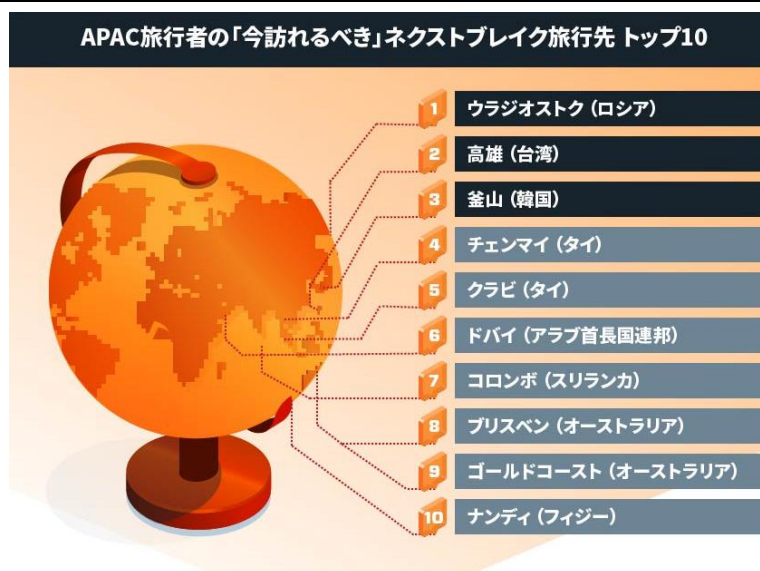 APAC旅行者の「今訪れるべき」ネクストブレイク旅行先 トップ10
1 ウラジオストク (ロシア)
2 高雄 (台湾)
3 釜山 (韓国)
4 チェンマイ (タイ)
5 クラビ (タイ)
6 ドバイ (アラブ首長国連邦)
7 コロンボ (スリランカ)
8 ブリスベン (オーストラリア)
9 ゴールドコースト (オーストラリア)
10 ナンディ (フィジー)